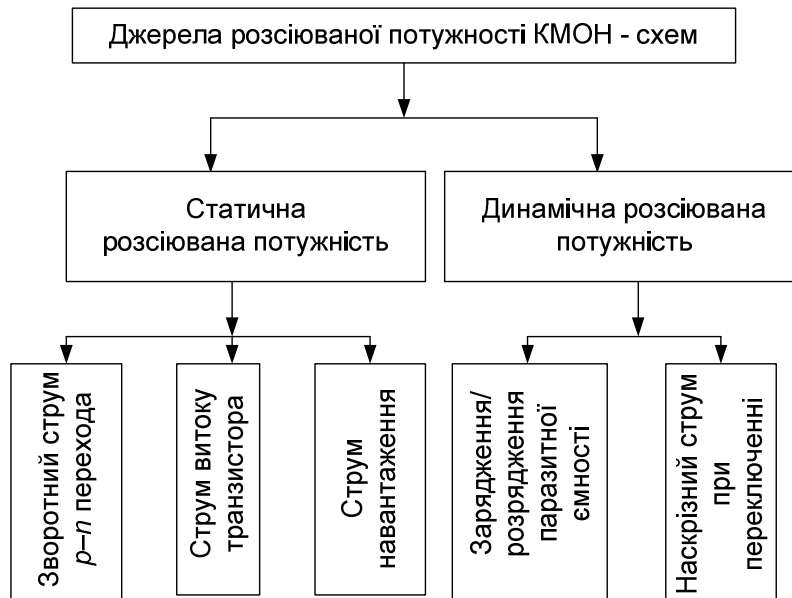 Джерела розсіюваної потужності КМОН - схем
Статична
розсіювана потужність
Динамічна розсіювана
потужність
Зворотний струм
p–n перехода
Струм витоку
транзистора
Струм
навантаження
Зарядження/
розрядження
паразитної
ємності
Наскрізний струм
при
переключенні